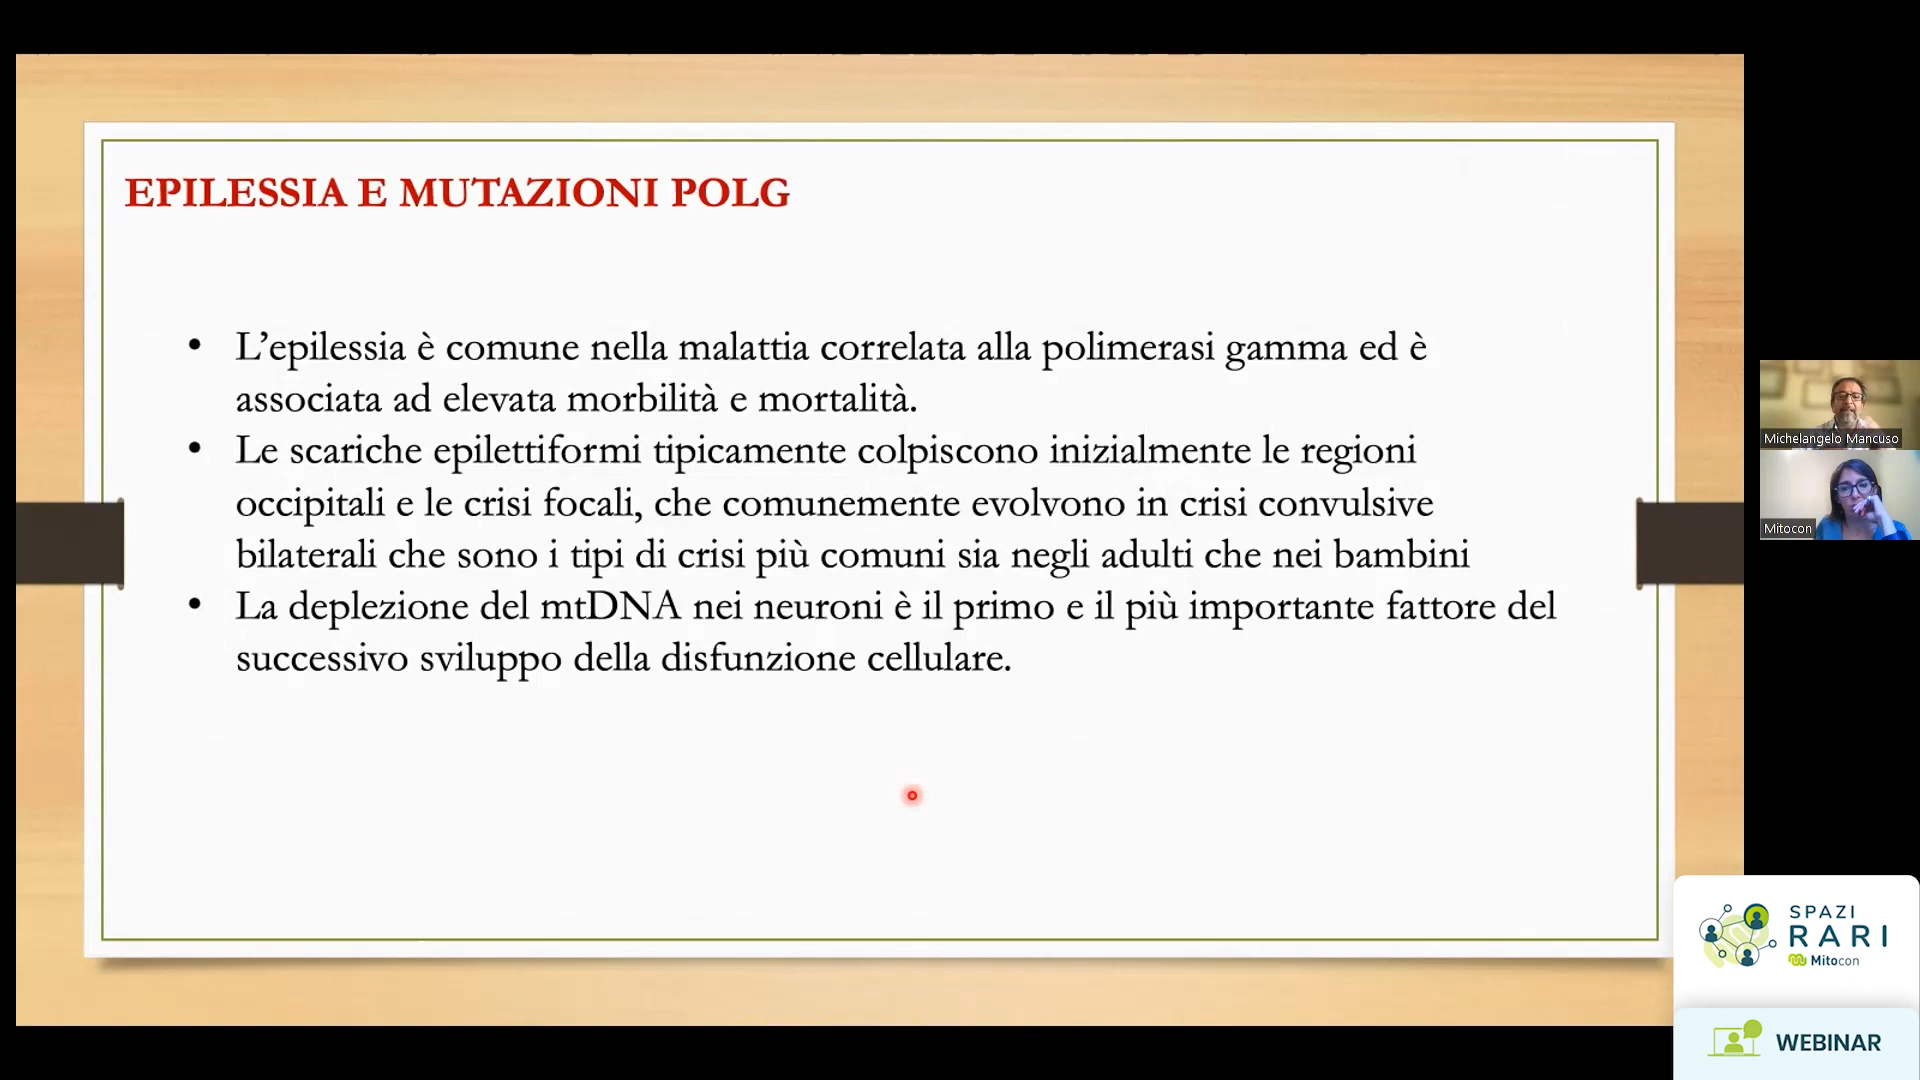 EPILESSIA E MUTAZIONI POLG
• L’epilessia è comune nella malattia correlata alla polimerasi gamma ed è
associata ad elevata morbilità e mortalità.
• Le scariche epilettiformi tipicamente colpiscono inizialmente le regioni
occipitali e le crisi focali, che comunemente evolvono in crisi convulsive
bilaterali che sono i tipi di crisi più comuni sia negli adulti che nei bambini
• La deplezione del mtDNA nei neuroni è il primo e il più importante fattore del
successivo sviluppo della disfunzione cellulare.
Michelangelo Mancuso
Mitocon
SPAZI
RARI
Mitocon
WEBINAR